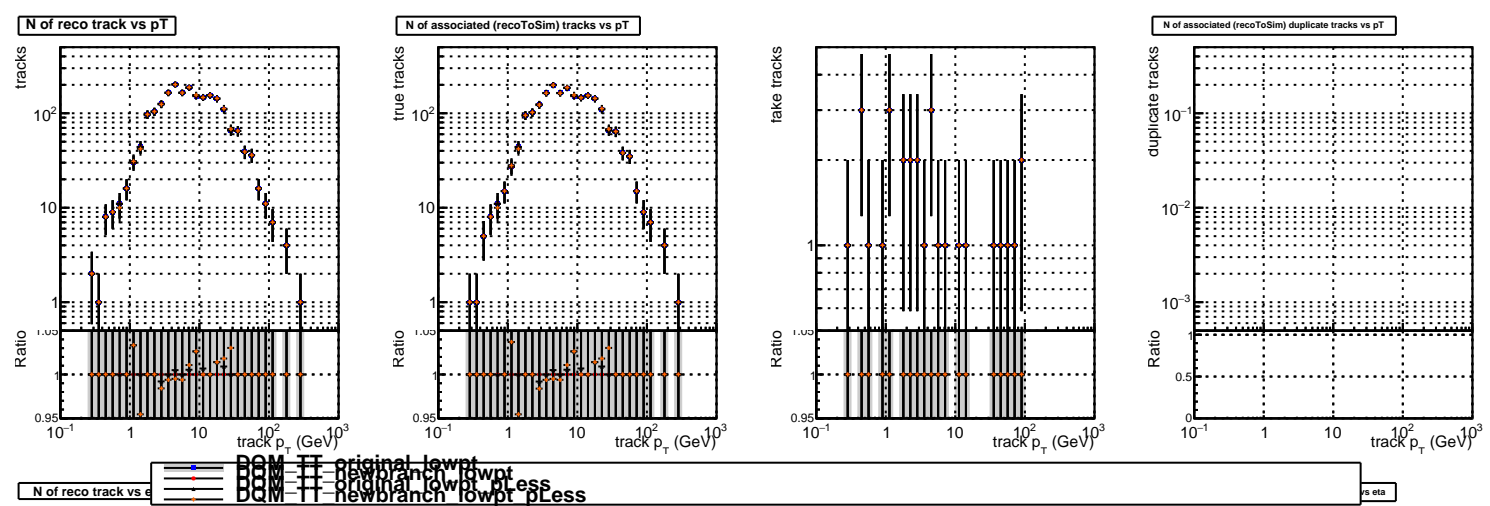 N of reco track vs pT
N of associated (recoToSim) tracks vs pT
N of associated (recoToSim) duplicate tracks vs pT
tracks
10²
10
1
true tracks
10²
10
1
fake tracks
1
duplicate tracks
10⁻¹
10⁻²
10⁻³
Ratio
1.05
1
0.95
Ratio
1.05
1
0.95
Ratio
1.05
1
0.95
Ratio
1
0.5
0
10⁻¹ 1 10 10² 10³
track p_T (GeV)
10⁻¹ 1 10 10² 10³
track p_T (GeV)
10⁻¹ 1 10 10² 10³
track p_T (GeV)
10⁻¹ 1 10 10² 10³
track p_T (GeV)
DQM_TT_original_lowpt
DQM_TT_newbranch_lowpt
DQM_TT_original_lowpt_pLess
DQM_TT_newbranch_lowpt_pLess
N of reco track vs e
vs eta